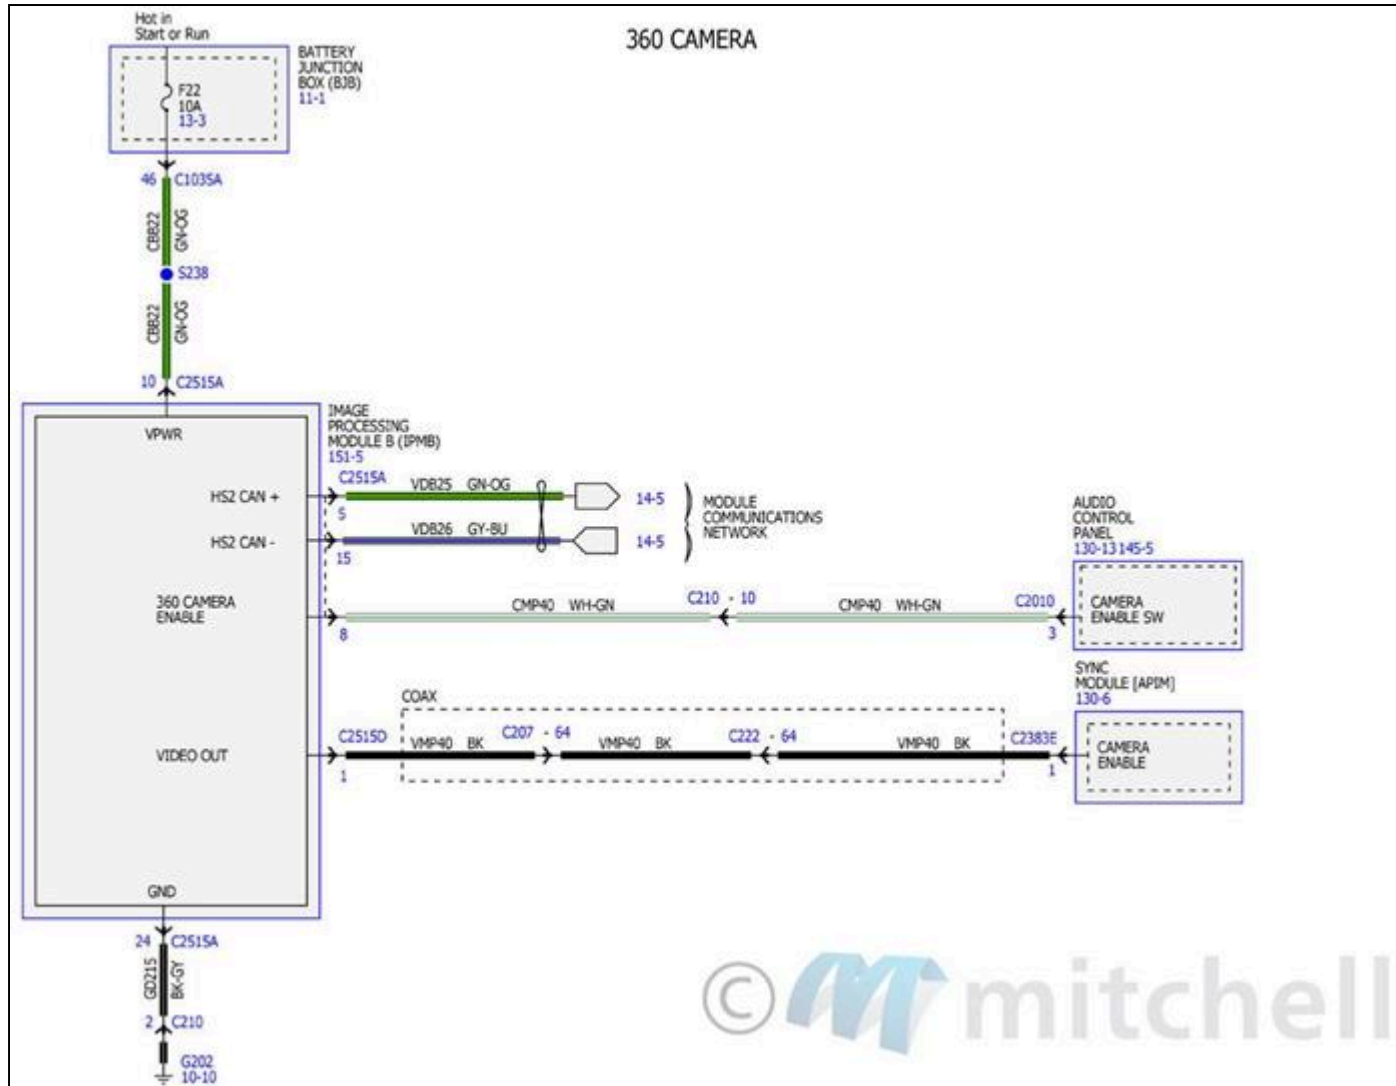 Hot in
Start or Run
360 CAMERA
BATTERY
JUNCTION
BOX (BJB)
11-1
F22
10A
13-3
46 C1035A
CBB22 GN-OG
S238
CBB22 GN-OG
10 C2515A
VPWR
IMAGE
PROCESSING
MODULE B (IPMB)
151-5
C2515A
HS2 CAN +
5
VDB25 GN-OG
14-5
HS2 CAN -
15
VDB26 GY-BU
14-5
MODULE
COMMUNICATIONS
NETWORK
360 CAMERA
ENABLE
8
CMP40 WH-GN
C210 - 10
CMP40 WH-GN
C2010
3
AUDIO
CONTROL
PANEL
130-13 145-5
CAMERA
ENABLE SW
SYNC
MODULE [APIM]
130-6
CAMERA
ENABLE
COAX
VIDEO OUT
C2515D
1
VMP40 BK
C207 - 64
VMP40 BK
C222 - 64
VMP40 BK
C2383E
1
GND
24 C2515A
GD215 BK-GY
2 C210
G202
10-10
© mitchell